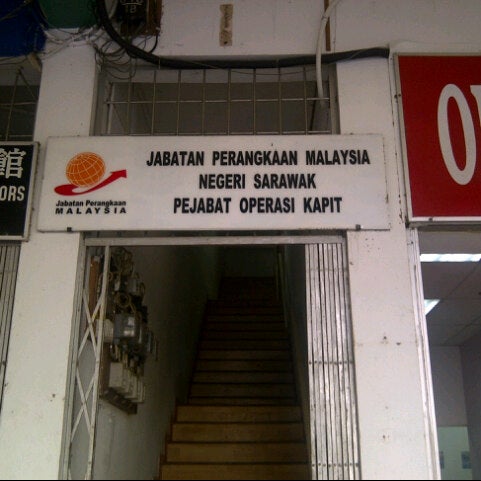 館
ORS
Jabatan Perangkaan
MALAYSIA
JABATAN PERANGKAAN MALAYSIA
NEGERI SARAWAK
PEJABAT OPERASI KAPIT